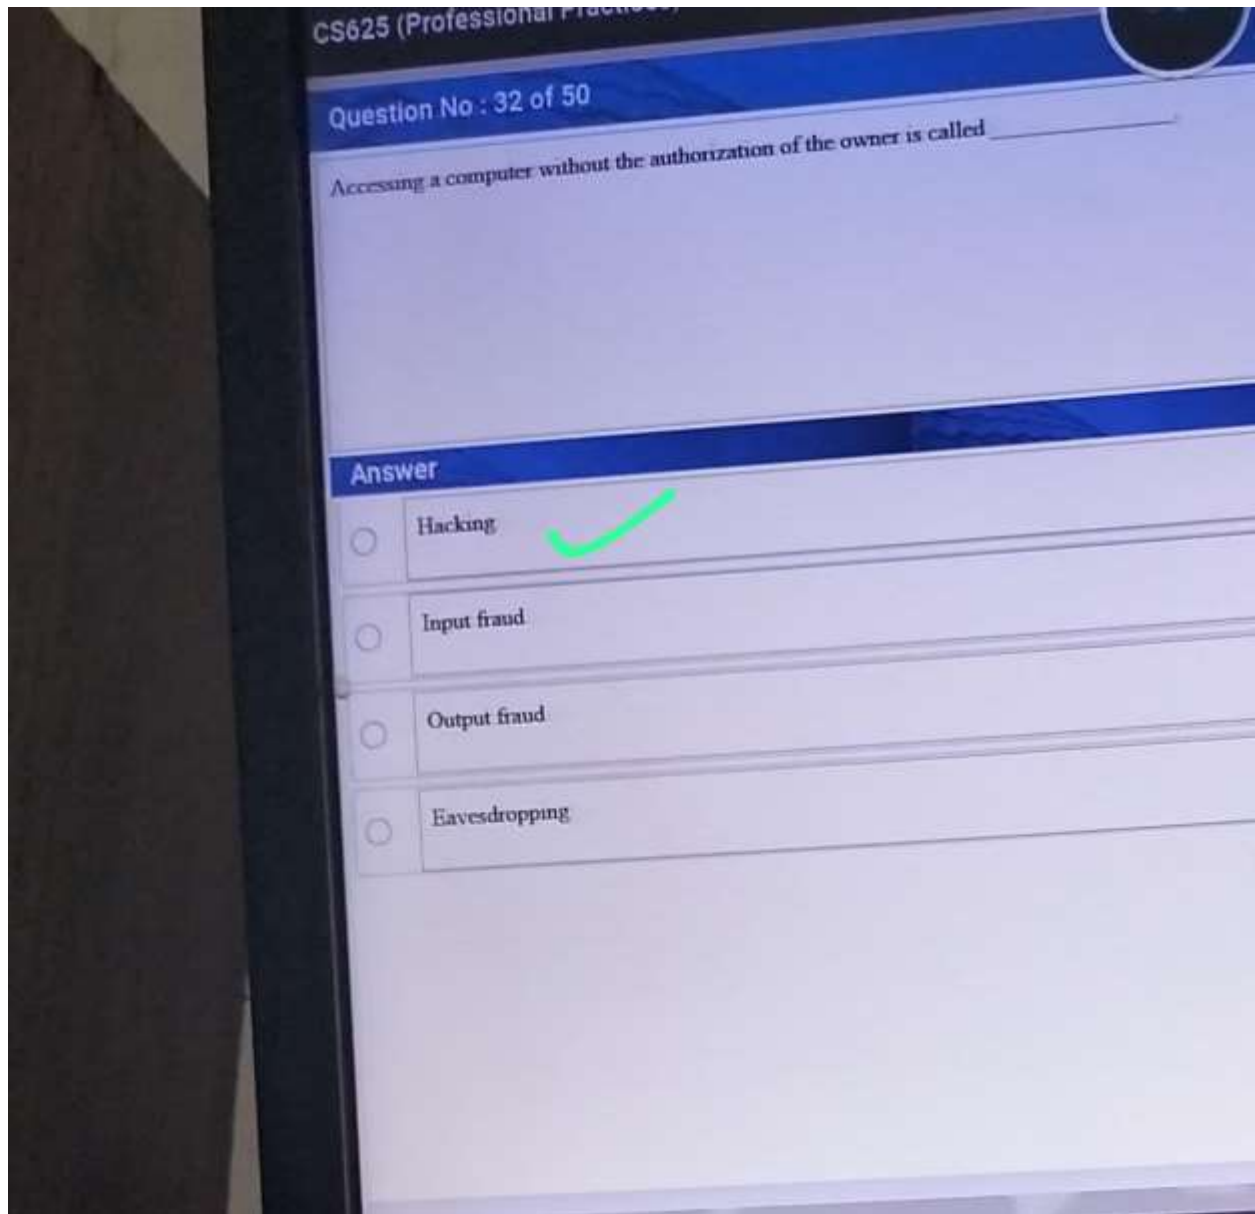 CS625 (Professional
Question No : 32 of 50
Accessing a computer without the authorization of the owner is called ____________
Answer
Hacking
Input fraud
Output fraud
Eavesdropping